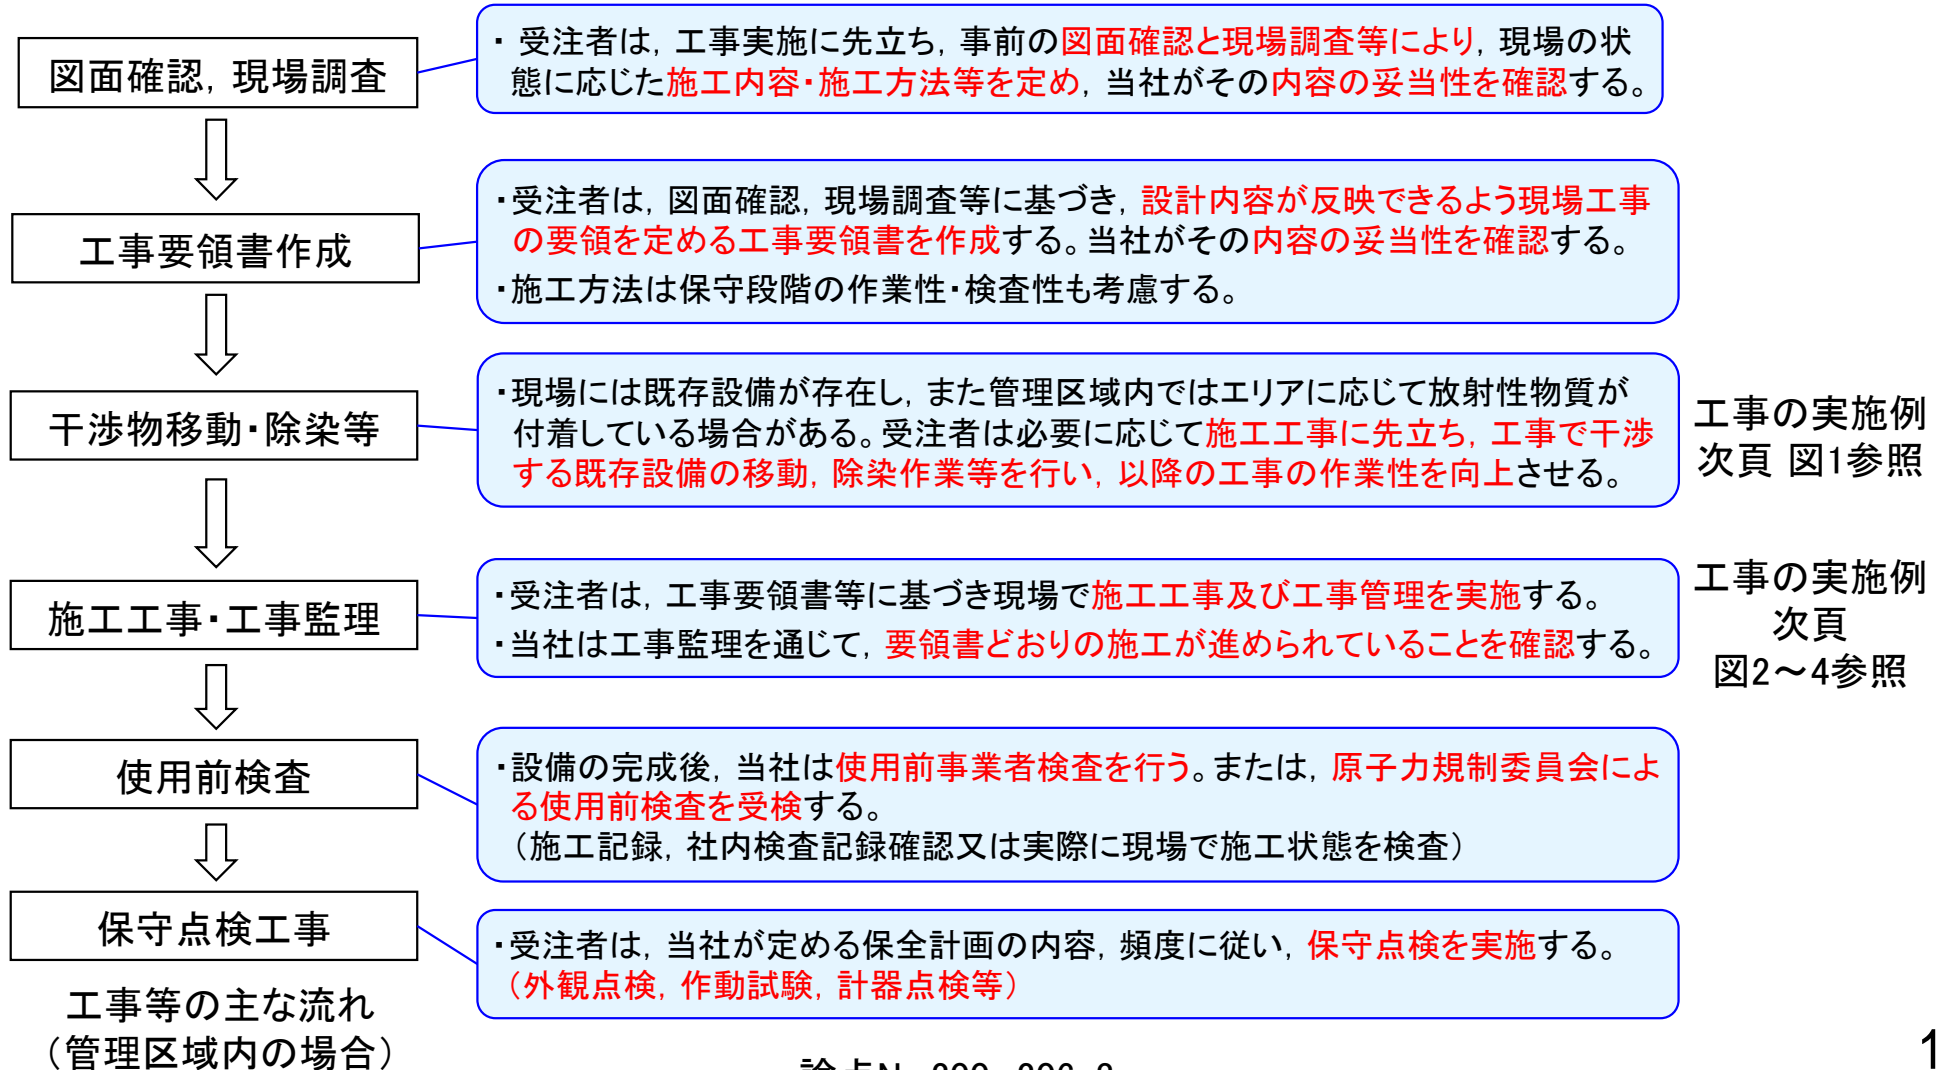 図面確認，現場調査
・ 受注者は，工事実施に先立ち，事前の図面確認と現場調査等により，現場の状
態に応じた施工内容・施工方法等を定め，当社がその内容の妥当性を確認する。
工事要領書作成
・受注者は，図面確認，現場調査等に基づき，設計内容が反映できるよう現場工事
の要領を定める工事要領書を作成する。当社がその内容の妥当性を確認する。
・施工方法は保守段階の作業性・検査性も考慮する。
干渉物移動・除染等
・現場には既存設備が存在し，また管理区域内ではエリアに応じて放射性物質が
付着している場合がある。受注者は必要に応じて施工工事に先立ち，工事で干渉
する既存設備の移動，除染作業等を行い，以降の工事の作業性を向上させる。
工事の実施例
次頁 図1参照
施工工事・工事監理
・受注者は，工事要領書等に基づき現場で施工工事及び工事管理を実施する。
・当社は工事監理を通じて，要領書どおりの施工が進められていることを確認する。
工事の実施例
次頁
図2～4参照
使用前検査
・設備の完成後，当社は使用前事業者検査を行う。または，原子力規制委員会によ
る使用前検査を受検する。
（施工記録，社内検査記録確認又は実際に現場で施工状態を検査）
保守点検工事
・受注者は，当社が定める保全計画の内容，頻度に従い，保守点検を実施する。
（外観点検，作動試験，計器点検等）
工事等の主な流れ
（管理区域内の場合）
1